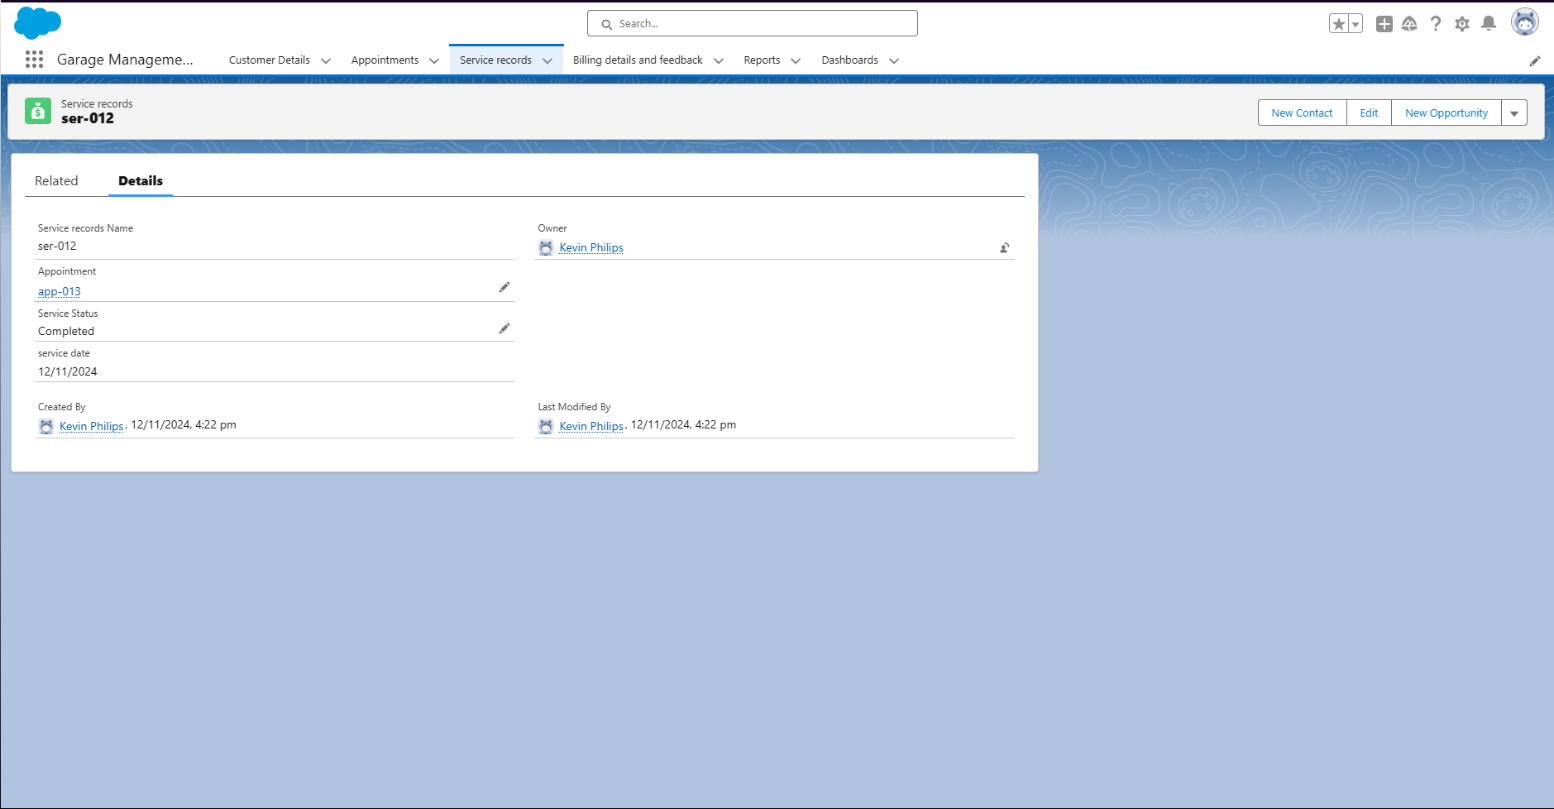 Search...
Garage Manageme...
Customer Details
Appointments
Service records
Billing details and feedback
Reports
Dashboards
Service records
ser-012
New Contact
Edit
New Opportunity
Related
Details
Service records Name
ser-012
Owner
Kevin Philips
Appointment
app-013
Service Status
Completed
service date
12/11/2024
Created By
Kevin Philips, 12/11/2024, 4:22 pm
Last Modified By
Kevin Philips, 12/11/2024, 4:22 pm